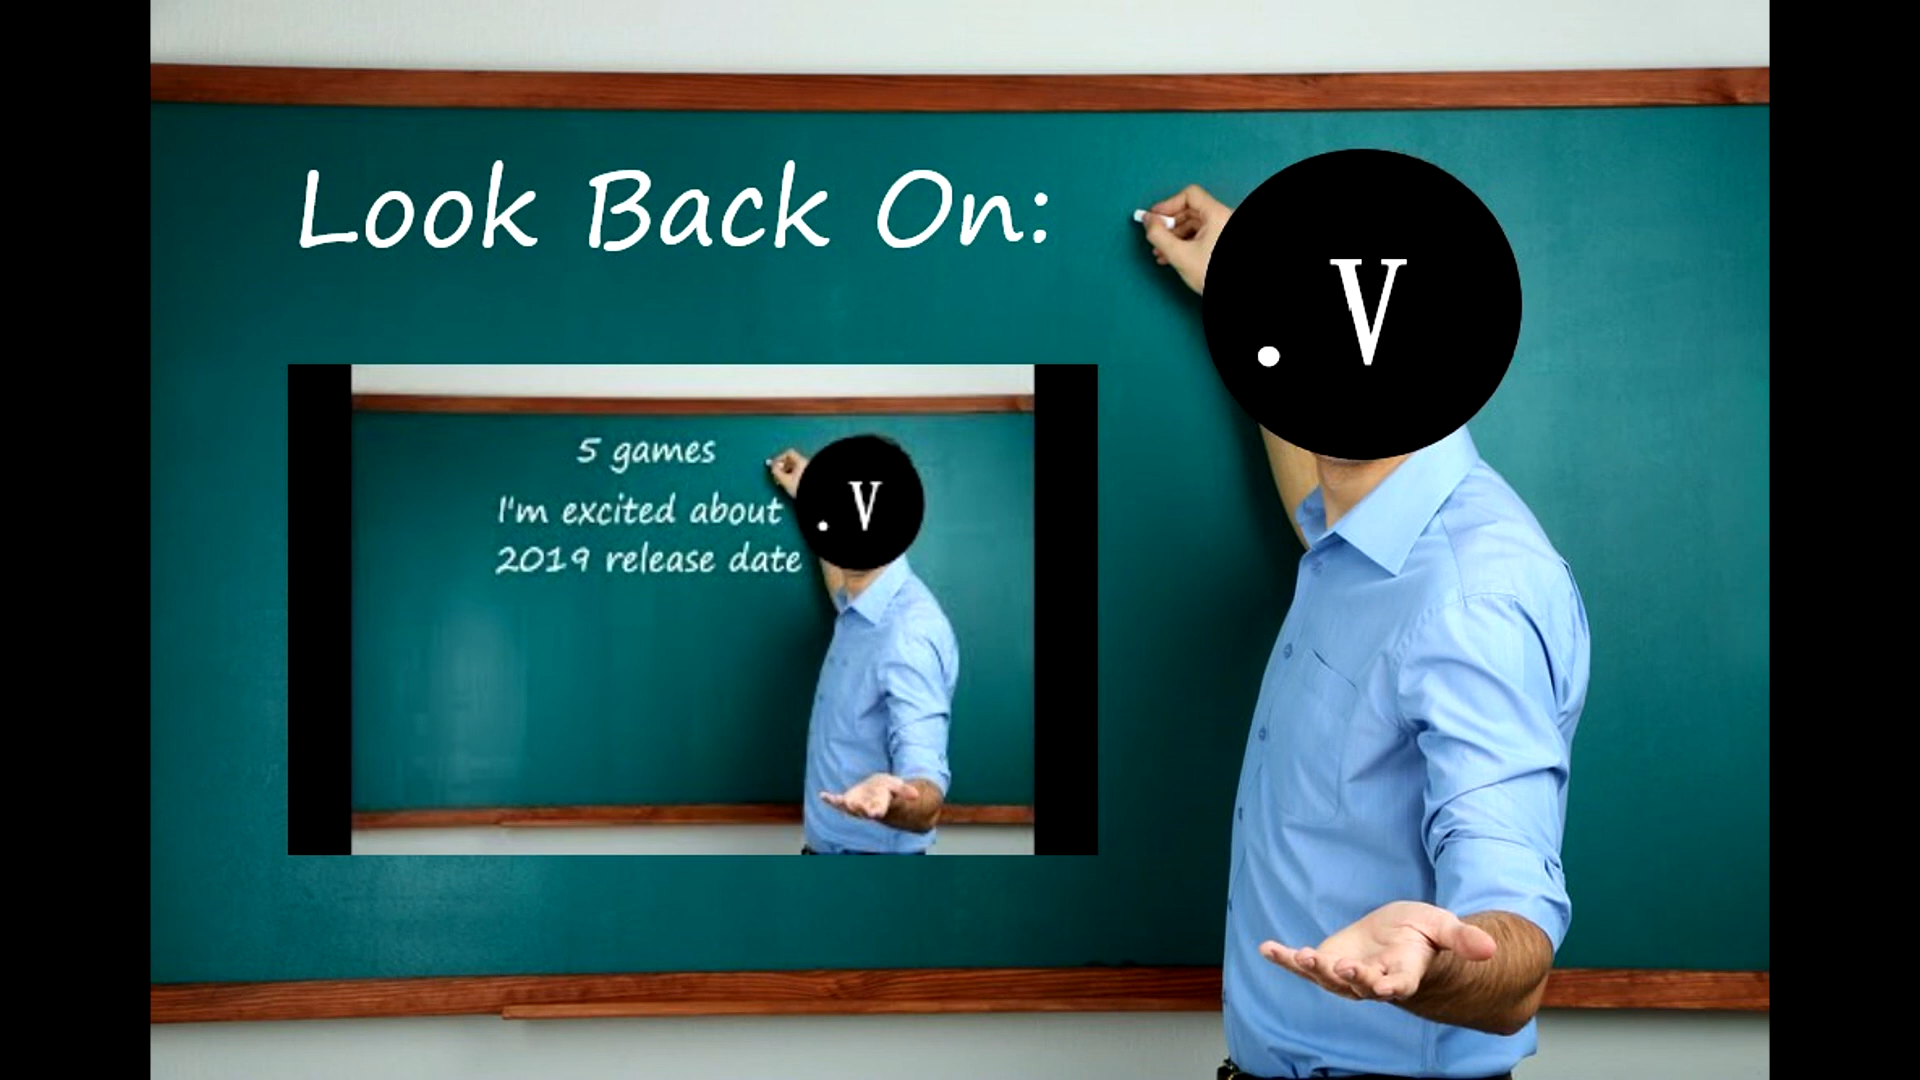 Look Back On:
. V
5 games
I'm excited about
2019 release date
. V